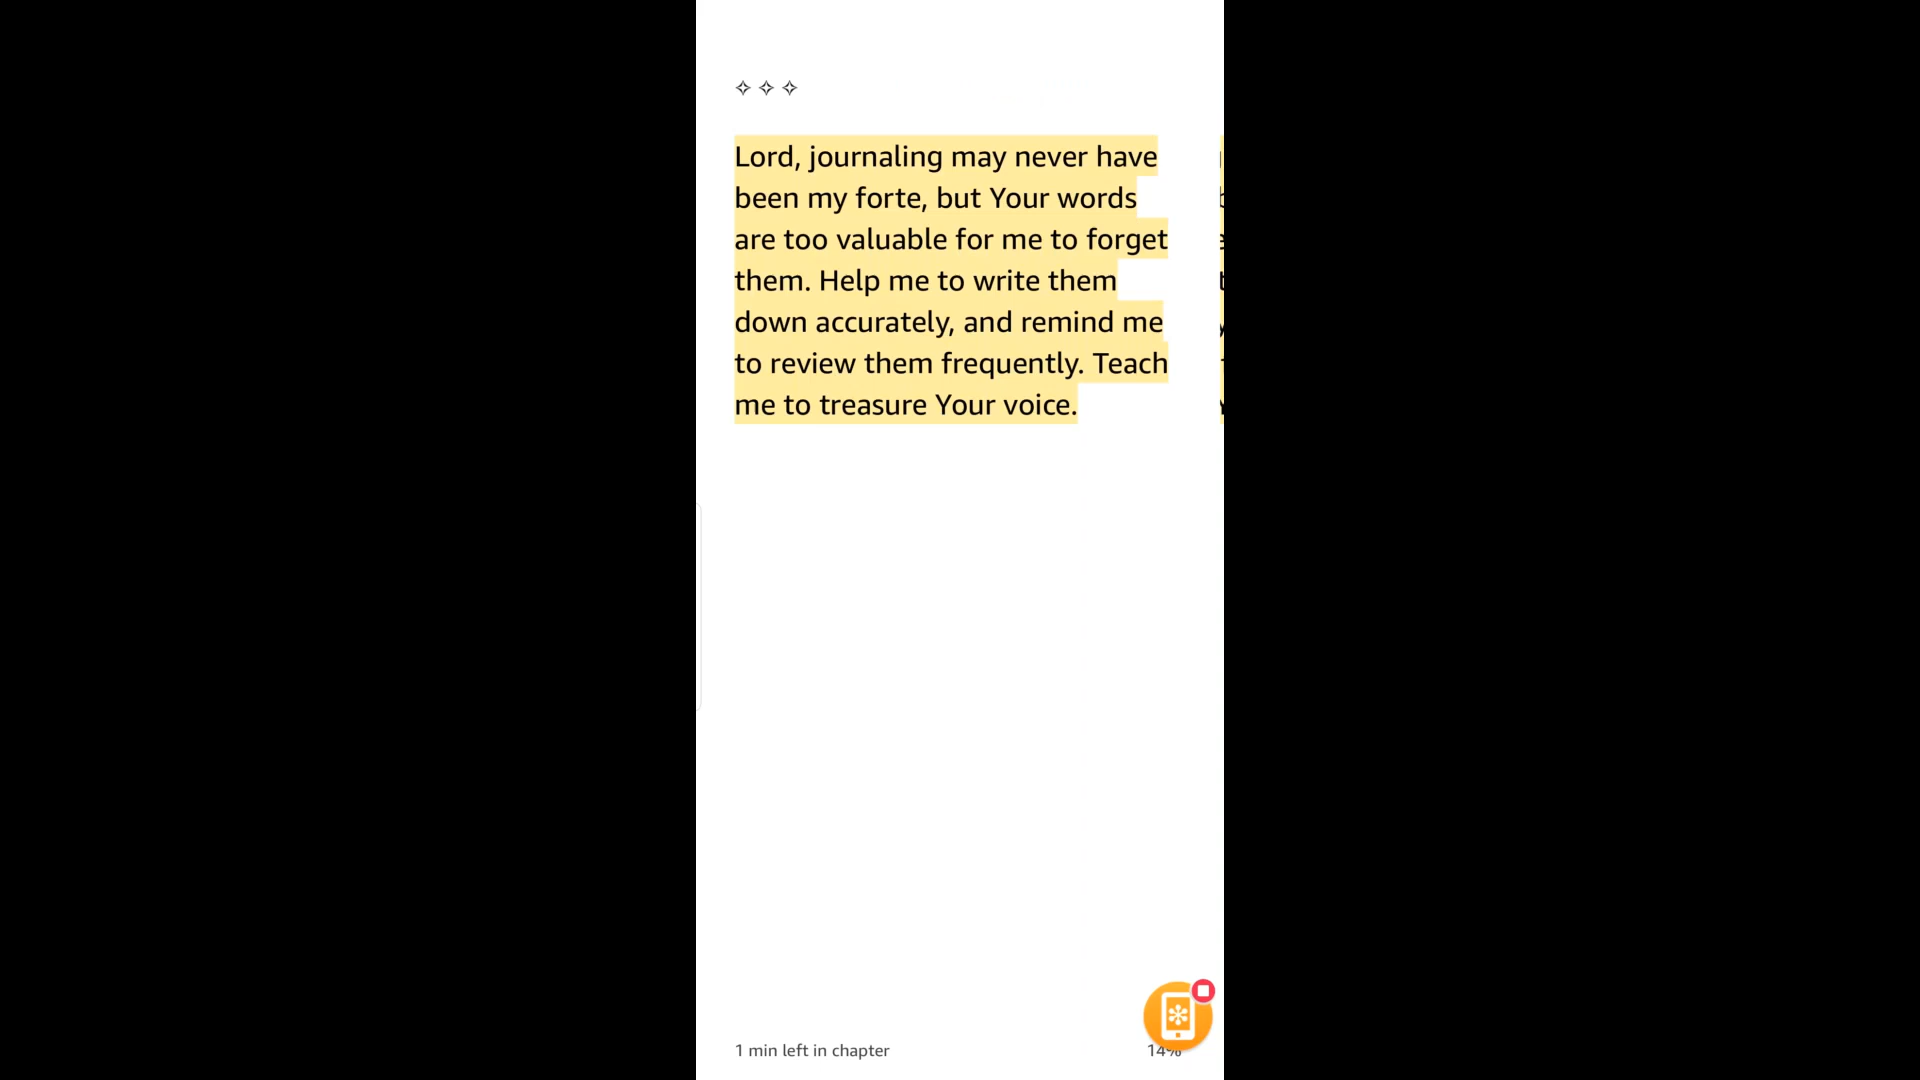 ✧ ✧ ✧
Lord, journaling may never have
been my forte, but Your words
are too valuable for me to forget
them. Help me to write them
down accurately, and remind me
to review them frequently. Teach
me to treasure Your voice.
1 min left in chapter
14%